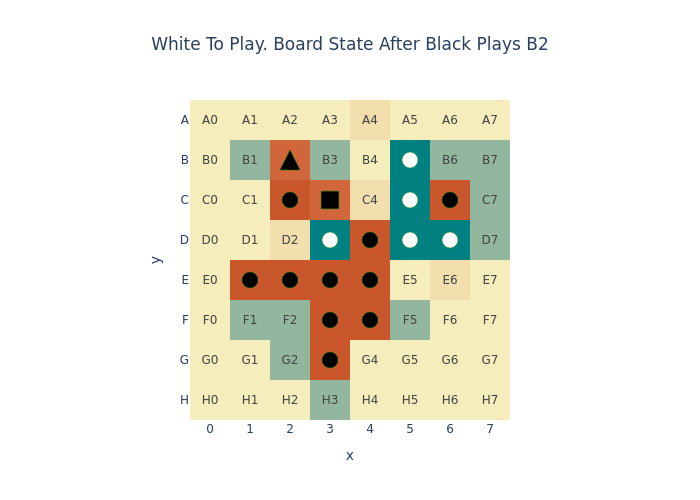 White To Play. Board State After Black Plays B2
A A0 A1 A2 A3 A4 A5 A6 A7
B B0 B1 B3 B4 B6 B7
C C0 C1 C4 C7
D D0 D1 D2 D7
E E0 E5 E6 E7
F F0 F1 F2 F5 F6 F7
G G0 G1 G2 G4 G5 G6 G7
H H0 H1 H2 H3 H4 H5 H6 H7
0 1 2 3 4 5 6 7
x
y